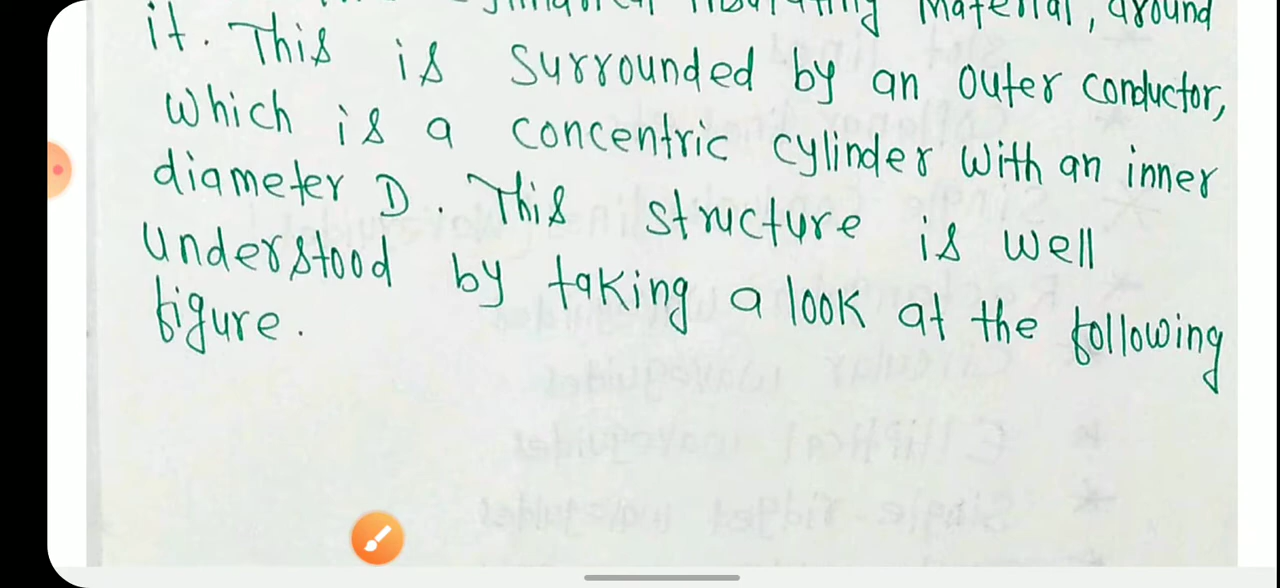 material, around
it. This is surrounded by an outer conductor,
which is a concentric cylinder with an inner
diameter D. This structure is well
understood by taking a look at the following
figure.